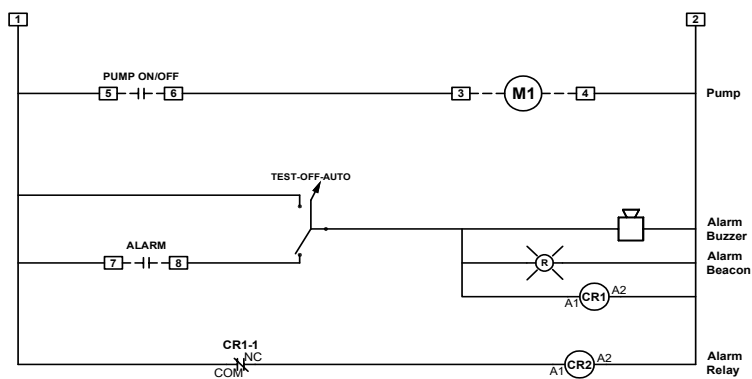 1 2
PUMP ON/OFF
5 6 3 M1 4 Pump
TEST-OFF-AUTO
Alarm
Buzzer
ALARM
7 8 R
Alarm
Beacon
A1 CR1 A2
CR1-1
NC
COM
A1 CR2 A2
Alarm
Relay